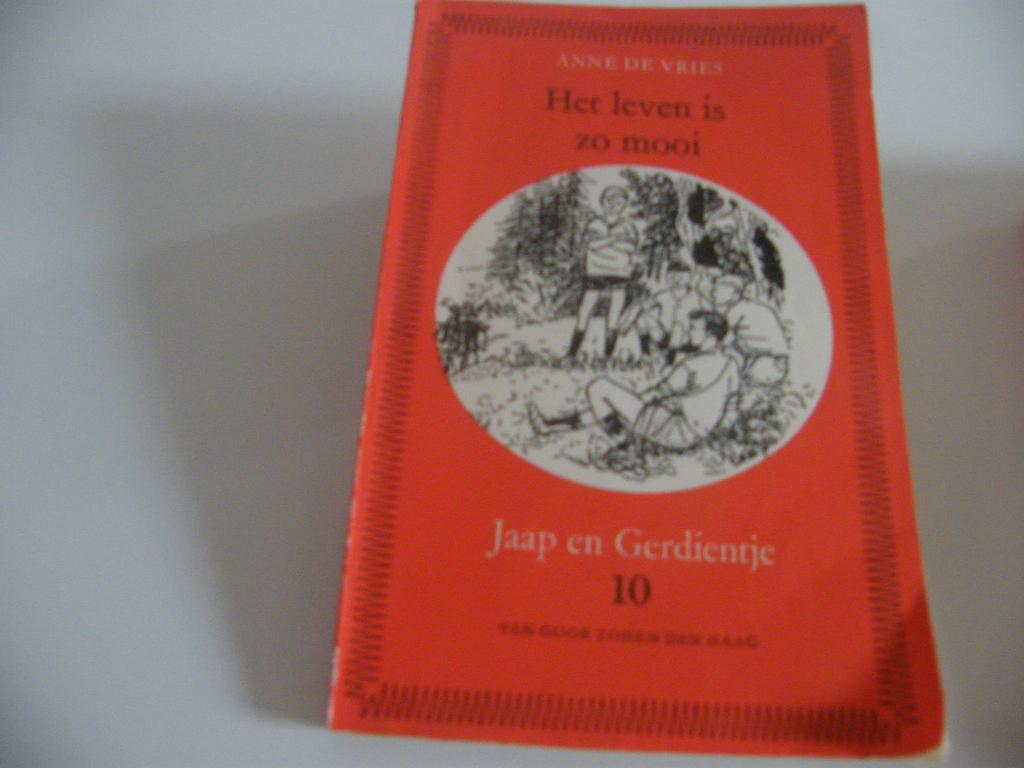 ANNE DE VRIES
Het leven is
zo mooi
Jaap en Gerdientje
10
VAN GOOR ZONEN DEN HAAG